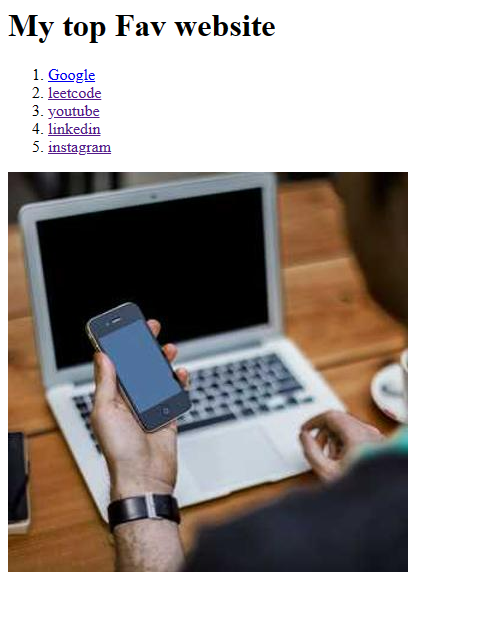 My top Fav website
1. Google
2. leetcode
3. youtube
4. linkedin
5. instagram